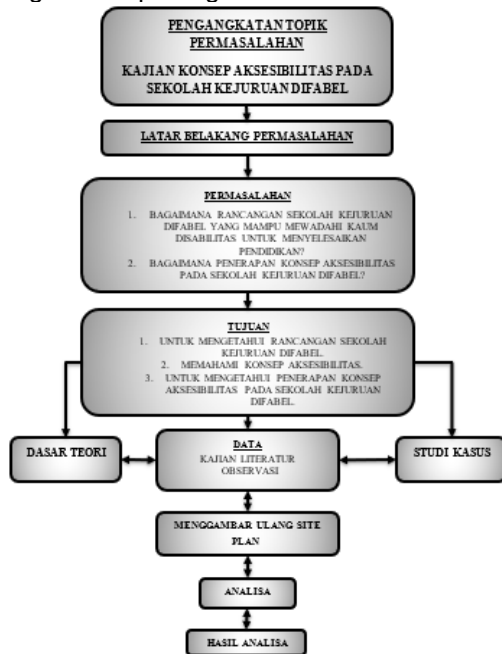 PENGANGKATAN TOPIK
PERMASALAHAN
KAJIAN KONSEP AKSESIBILITAS PADA
SEKOLAH KEJURUAN DIFABEL
LATAR BELAKANG PERMASALAHAN
PERMASALAHAN
1. BAGAIMANA RANCANGAN SEKOLAH KEJURUAN
DIFABEL YANG MAMPU MEWADAHI KAUM
DISABILITAS UNTUK MENYELESAIKAN
PENDIDIKAN?
2. BAGAIMANA PENERAPAN KONSEP AKSESIBILITAS
PADA SEKOLAH KEJURUAN DIFABEL?
TUJUAN
1. UNTUK MENGETAHUI RANCANGAN SEKOLAH
KEJURUAN DIFABEL.
2. MEMAHAMI KONSEP AKSESIBILITAS.
3. UNTUK MENGETAHUI PENERAPAN KONSEP
AKSESIBILITAS PADA SEKOLAH KEJURUAN
DIFABEL.
DASAR TEORI
DATA
KAJIAN LITERATUR
OBSERVASI
STUDI KASUS
MENGGAMBAR ULANG SITE
PLAN
ANALISA
HASIL ANALISA